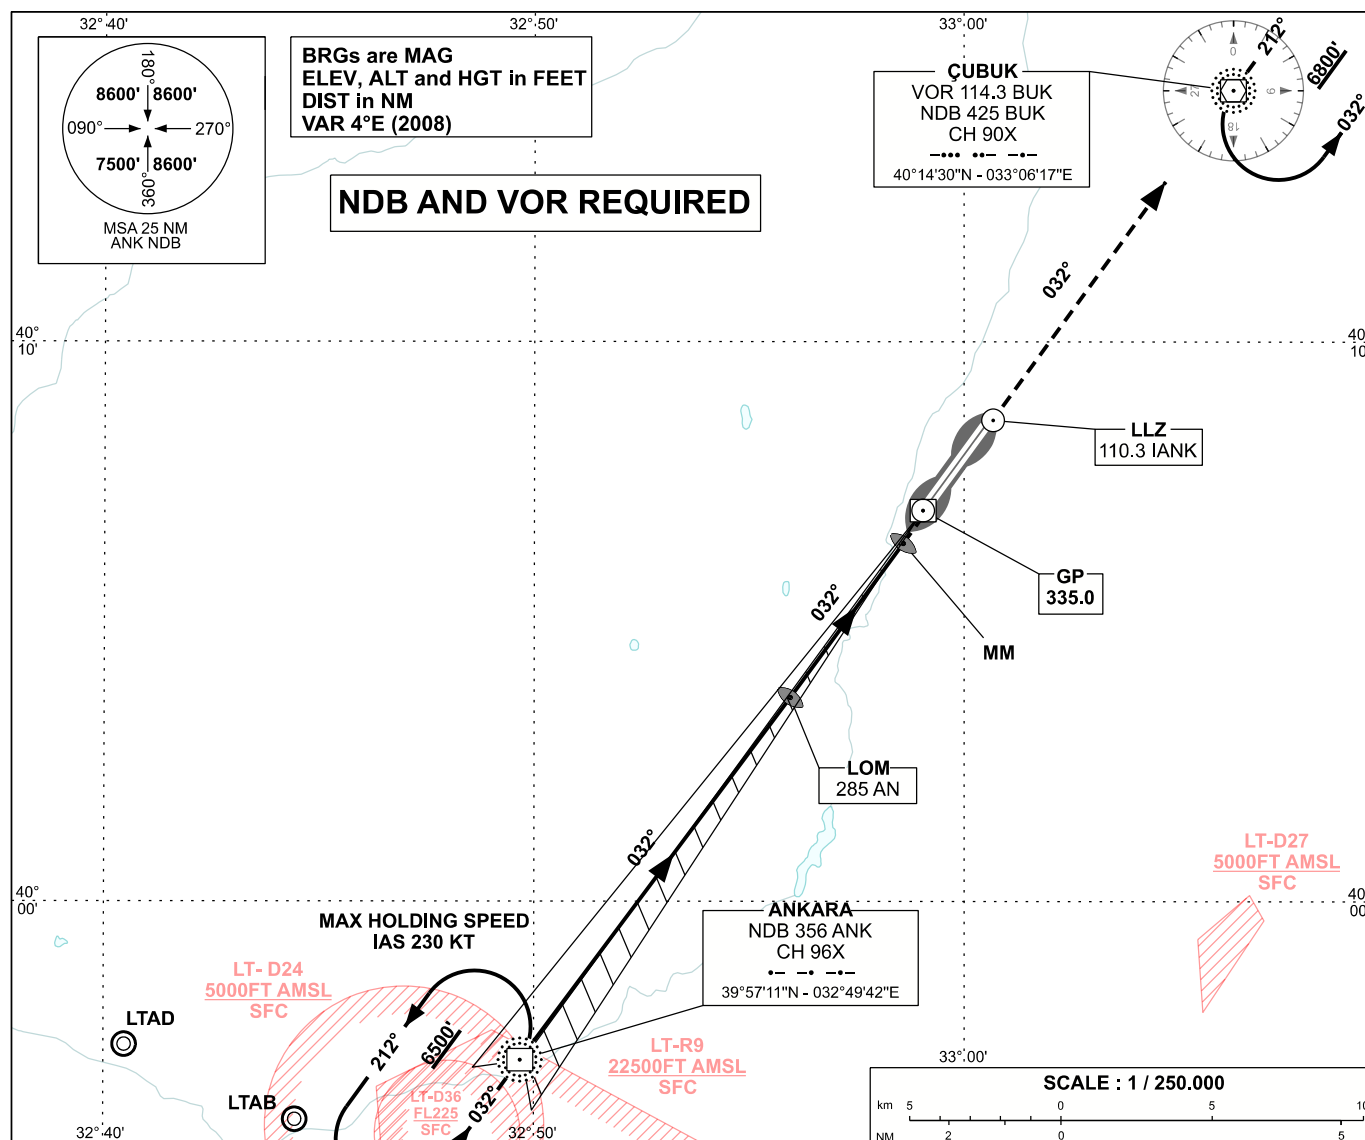 32°40'
32°50'
33°00'
180°
8600' 8600'
090° 270°
7500' 8600'
360°
MSA 25 NM
ANK NDB
BRGs are MAG
ELEV, ALT and HGT in FEET
DIST in NM
VAR 4°E (2008)
NDB AND VOR REQUIRED
ÇUBUK
VOR 114.3 BUK
NDB 425 BUK
CH 90X
40°14'30"N - 033°06'17"E
0
9
18
27
212°
6800'
032°
032°
40°
10'
40°
10'
LLZ
110.3 IANK
GP
335.0
032°
MM
LOM
285 AN
032°
LT-D27
5000FT AMSL
SFC
40°
00'
40°
00'
ANKARA
NDB 356 ANK
CH 96X
39°57'11"N - 032°49'42"E
MAX HOLDING SPEED
IAS 230 KT
LT- D24
5000FT AMSL
SFC
LTAD
212°
6500'
LT-R9
22500FT AMSL
SFC
33°00'
LTAB
LT-D36
FL225
SFC
032°
SCALE : 1 / 250.000
km 5 0 5 10
NM 2 0 5
32°40'
32°50'